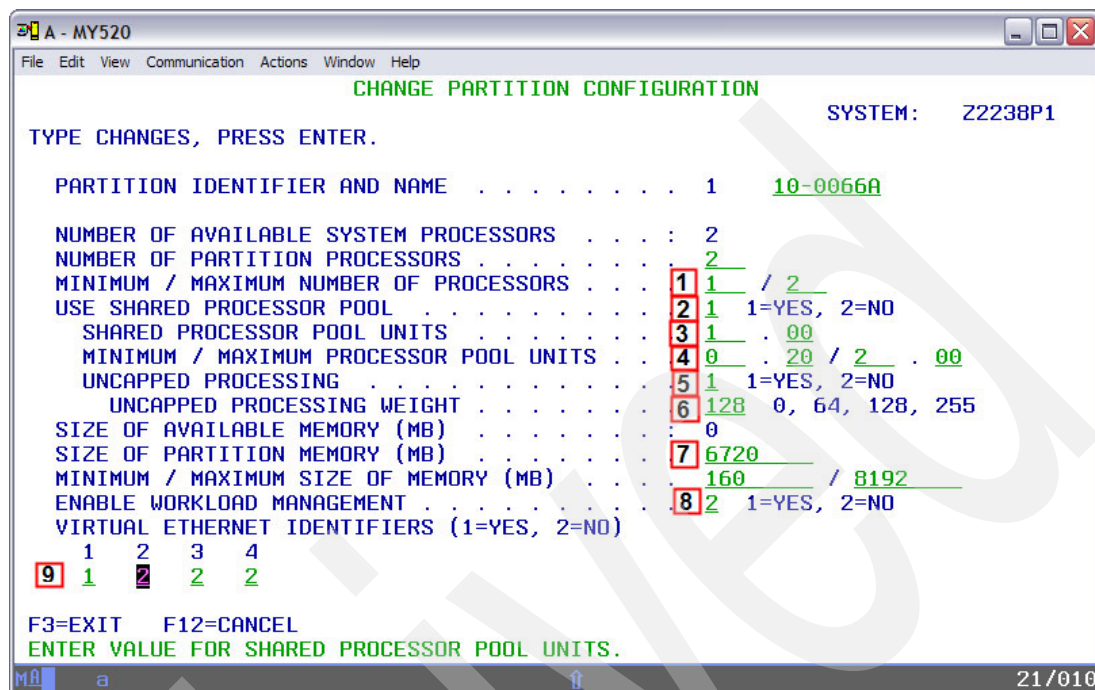 A - MY520
File Edit View Communication Actions Window Help
CHANGE PARTITION CONFIGURATION
SYSTEM: Z2238P1
TYPE CHANGES, PRESS ENTER.
PARTITION IDENTIFIER AND NAME . . . . . . . . 1 10-0066A
NUMBER OF AVAILABLE SYSTEM PROCESSORS . . . : 2
NUMBER OF PARTITION PROCESSORS . . . . . . . . 2
MINIMUM / MAXIMUM NUMBER OF PROCESSORS . . . . 1 1 / 2
USE SHARED PROCESSOR POOL . . . . . . . . . . 2 1 1=YES, 2=NO
SHARED PROCESSOR POOL UNITS . . . . . . . . 3 1 . 00
MINIMUM / MAXIMUM PROCESSOR POOL UNITS . . 4 0 . 20 / 2 . 00
UNCAPPED PROCESSING . . . . . . . . . . . . 5 1 1=YES, 2=NO
UNCAPPED PROCESSING WEIGHT . . . . . . . . 6 128 0, 64, 128, 255
SIZE OF AVAILABLE MEMORY (MB) . . . . . . . : 0
SIZE OF PARTITION MEMORY (MB) . . . . . . . . 7 6720
MINIMUM / MAXIMUM SIZE OF MEMORY (MB) . . . . 160 / 8192
ENABLE WORKLOAD MANAGEMENT . . . . . . . . . . 8 2 1=YES, 2=NO
VIRTUAL ETHERNET IDENTIFIERS (1=YES, 2=NO)
1 2 3 4
9 1 2 2 2
F3=EXIT F12=CANCEL
ENTER VALUE FOR SHARED PROCESSOR POOL UNITS.
MA a 21/010